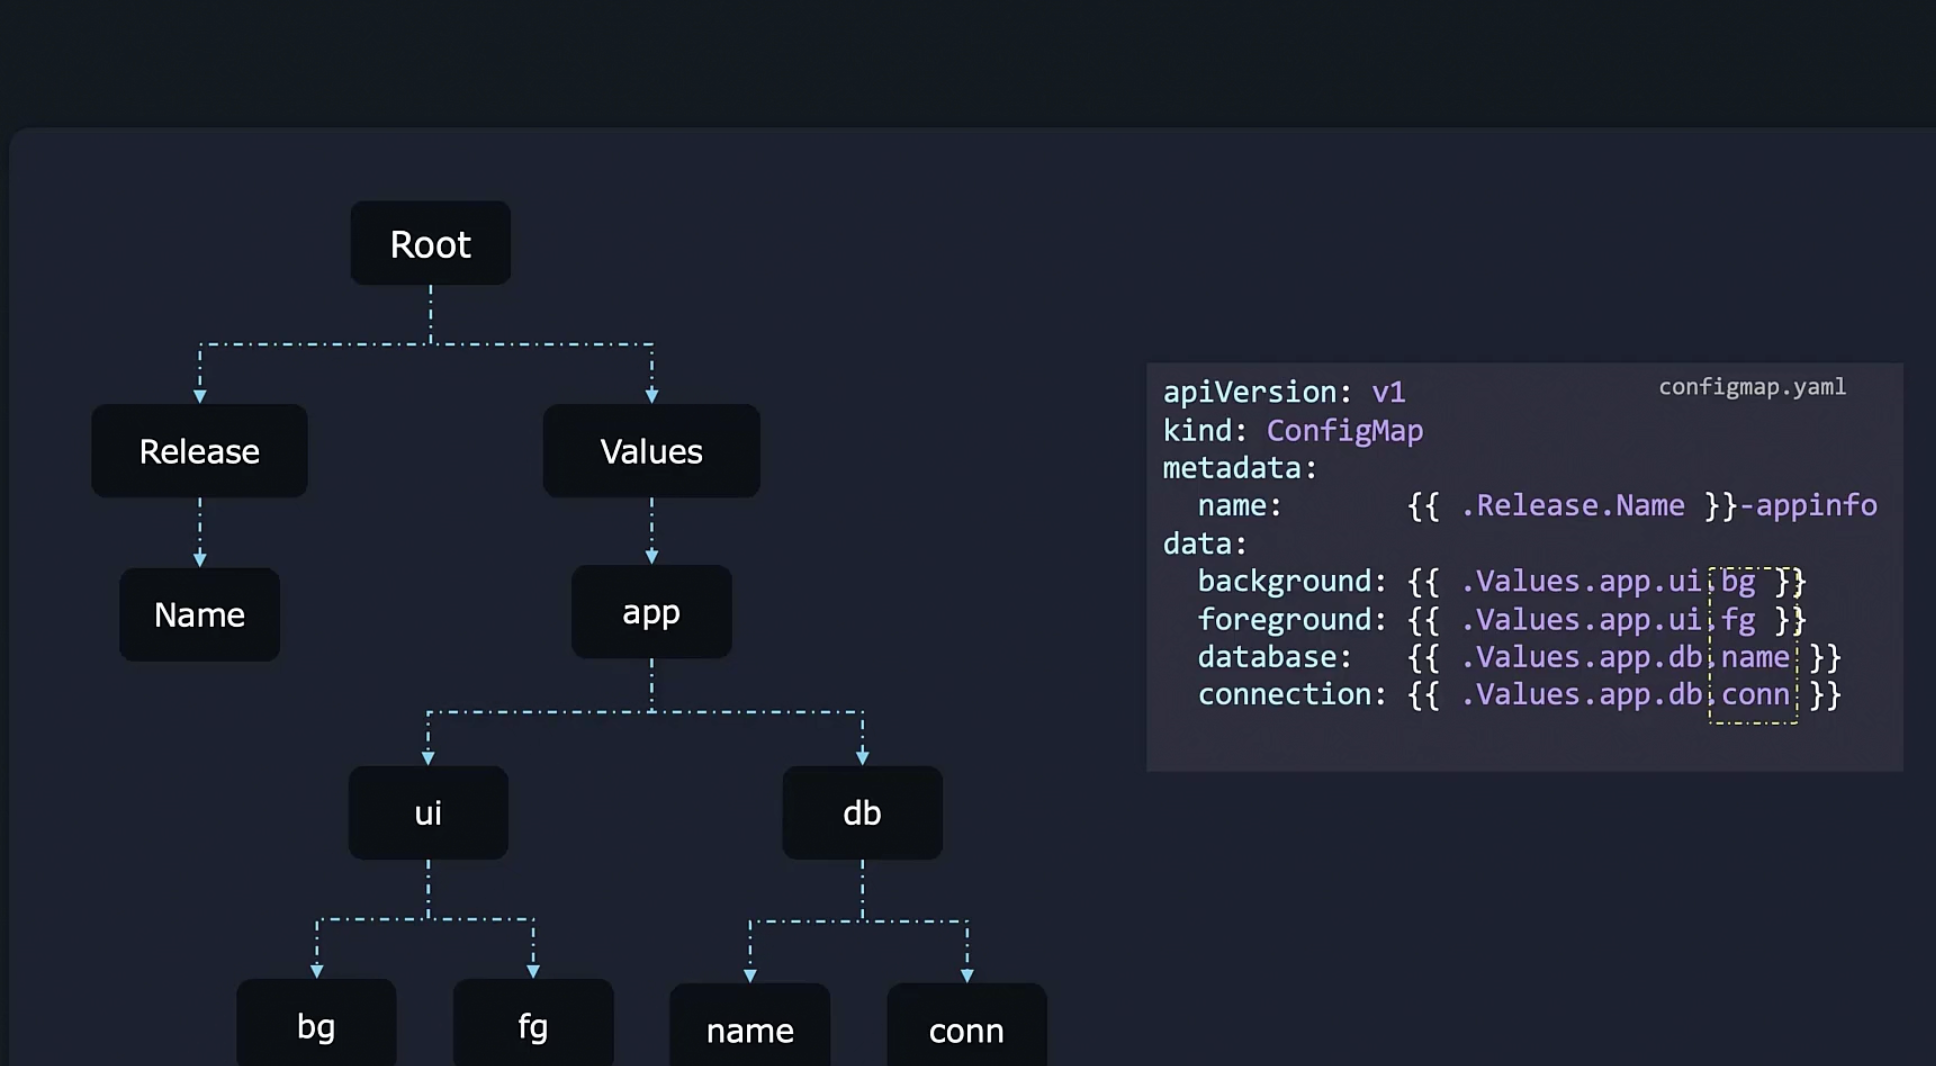 Root
Release
Values
Name
app
ui
db
bg
fg
name
conn
configmap.yaml
apiVersion: v1
kind: ConfigMap
metadata:
  name:       {{ .Release.Name }}-appinfo
data:
  background: {{ .Values.app.ui.bg }}
  foreground: {{ .Values.app.ui.fg }}
  database:   {{ .Values.app.db.name }}
  connection: {{ .Values.app.db.conn }}